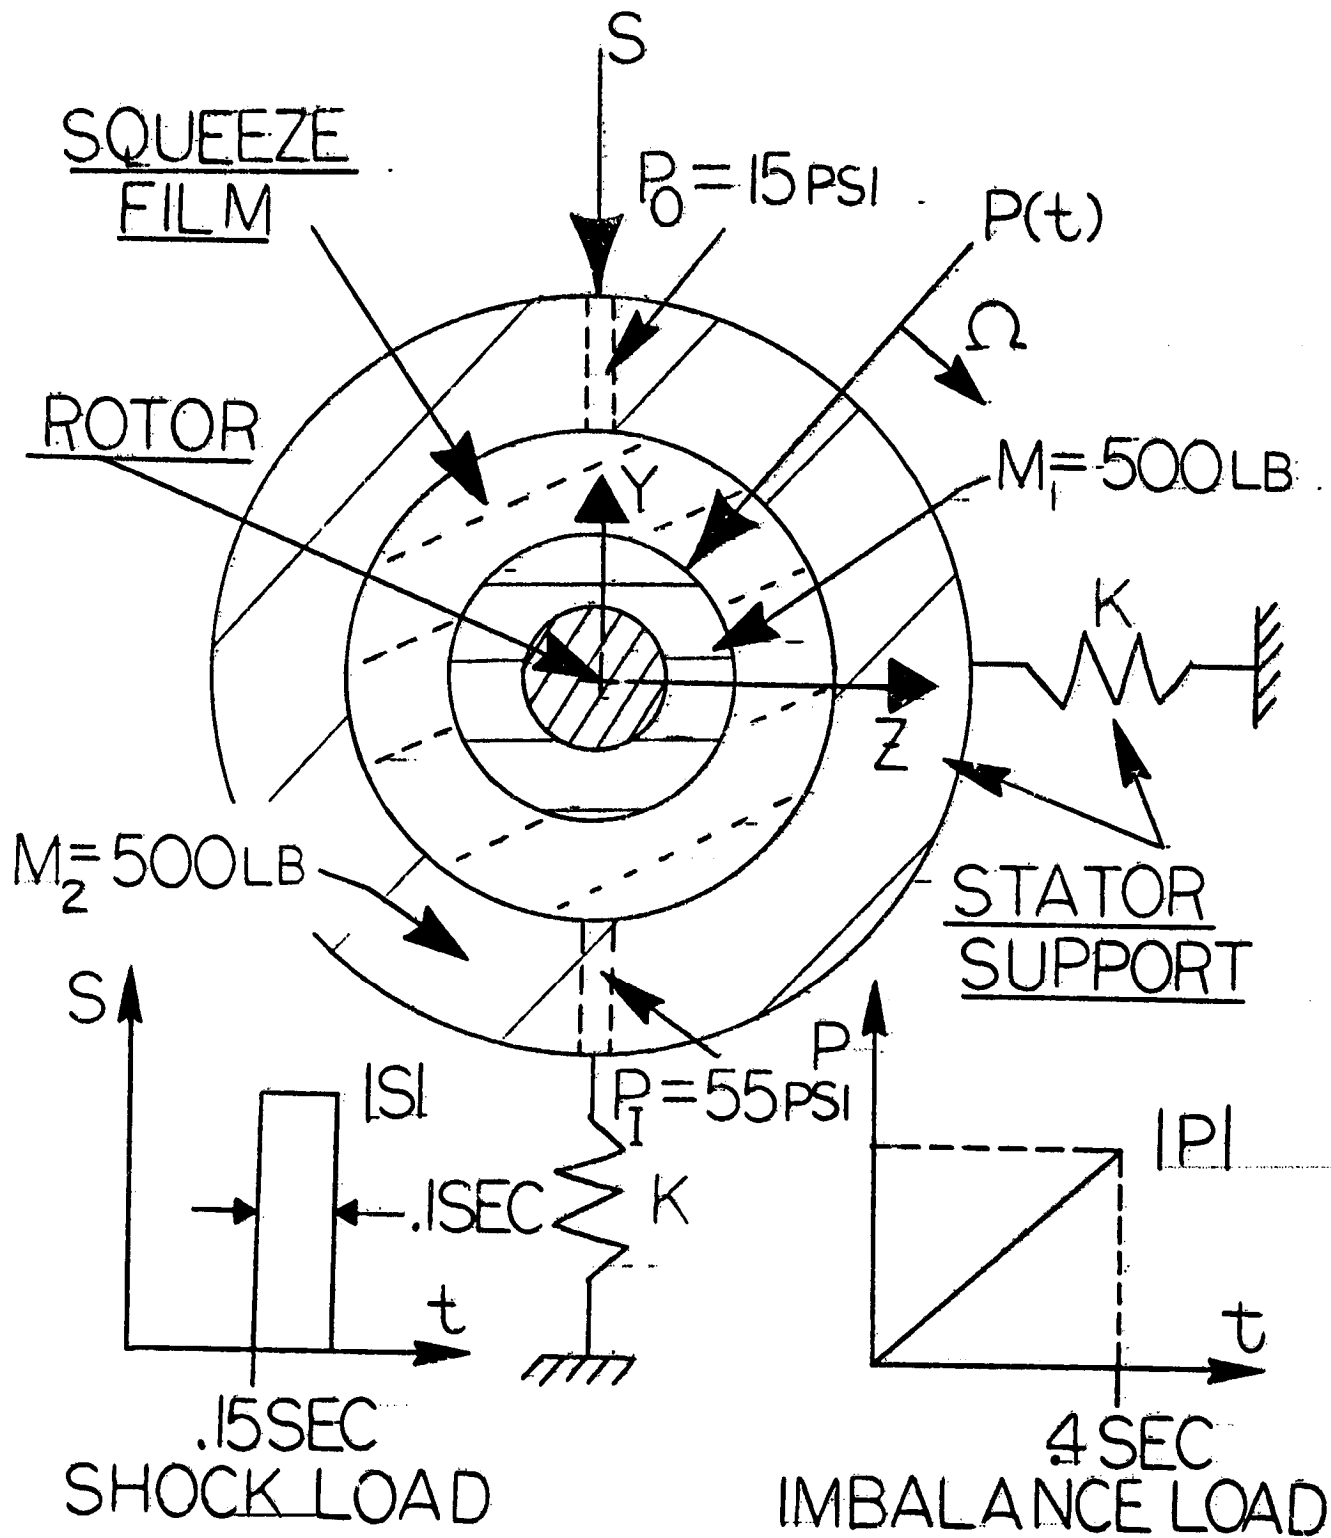 S
SQUEEZE
FILM
P₀=15PSI
P(t)
Ω
ROTOR
M₁=500LB
Y
K
Z
M₂=500LB
STATOR
SUPPORT
S
|S|
.1SEC
t
.15SEC
SHOCK LOAD
P_I=55PSI
K
P
|P|
t
.4SEC
IMBALANCE LOAD